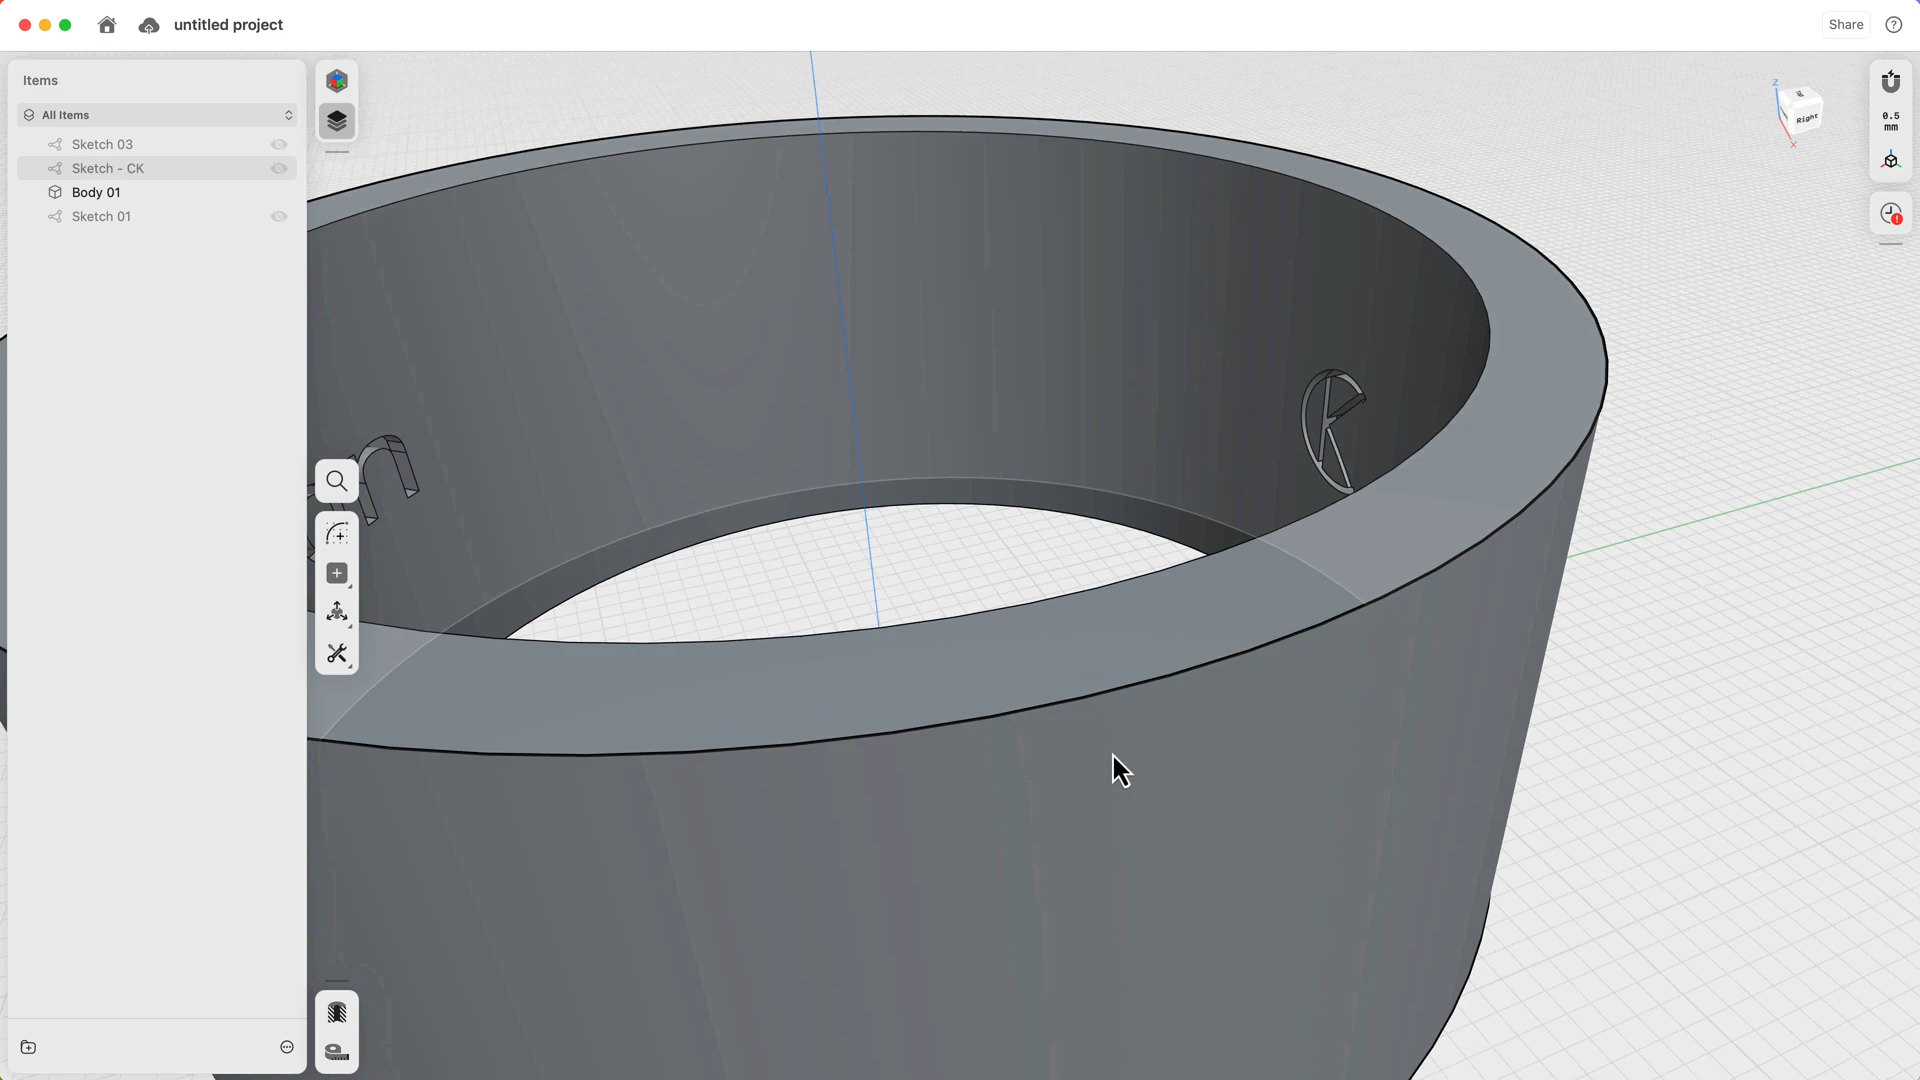 untitled project
Share
?
Items
All Items
Sketch 03
Sketch - CK
Body 01
Sketch 01
Z
Right
X
0.5
mm